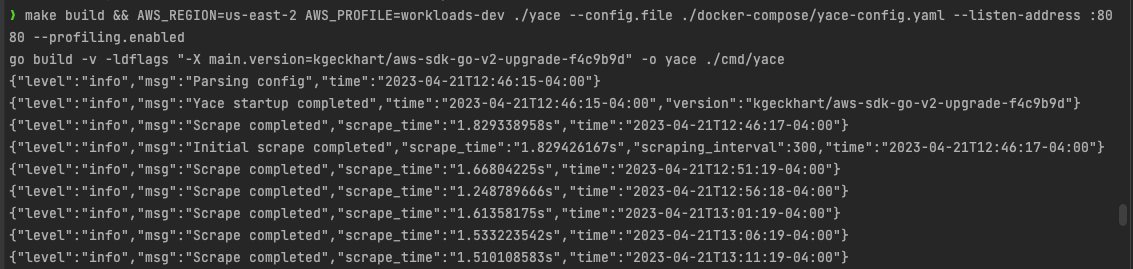 ❯ make build && AWS_REGION=us-east-2 AWS_PROFILE=workloads-dev ./yace --config.file ./docker-compose/yace-config.yaml --listen-address :80
80 --profiling.enabled
go build -v -ldflags "-X main.version=kgeckhart/aws-sdk-go-v2-upgrade-f4c9b9d" -o yace ./cmd/yace
{"level":"info","msg":"Parsing config","time":"2023-04-21T12:46:15-04:00"}
{"level":"info","msg":"Yace startup completed","time":"2023-04-21T12:46:15-04:00","version":"kgeckhart/aws-sdk-go-v2-upgrade-f4c9b9d"}
{"level":"info","msg":"Scrape completed","scrape_time":"1.829338958s","time":"2023-04-21T12:46:17-04:00"}
{"level":"info","msg":"Initial scrape completed","scrape_time":"1.829426167s","scraping_interval":300,"time":"2023-04-21T12:46:17-04:00"}
{"level":"info","msg":"Scrape completed","scrape_time":"1.66804225s","time":"2023-04-21T12:51:19-04:00"}
{"level":"info","msg":"Scrape completed","scrape_time":"1.248789666s","time":"2023-04-21T12:56:18-04:00"}
{"level":"info","msg":"Scrape completed","scrape_time":"1.61358175s","time":"2023-04-21T13:01:19-04:00"}
{"level":"info","msg":"Scrape completed","scrape_time":"1.533223542s","time":"2023-04-21T13:06:19-04:00"}
{"level":"info","msg":"Scrape completed","scrape_time":"1.510108583s","time":"2023-04-21T13:11:19-04:00"}